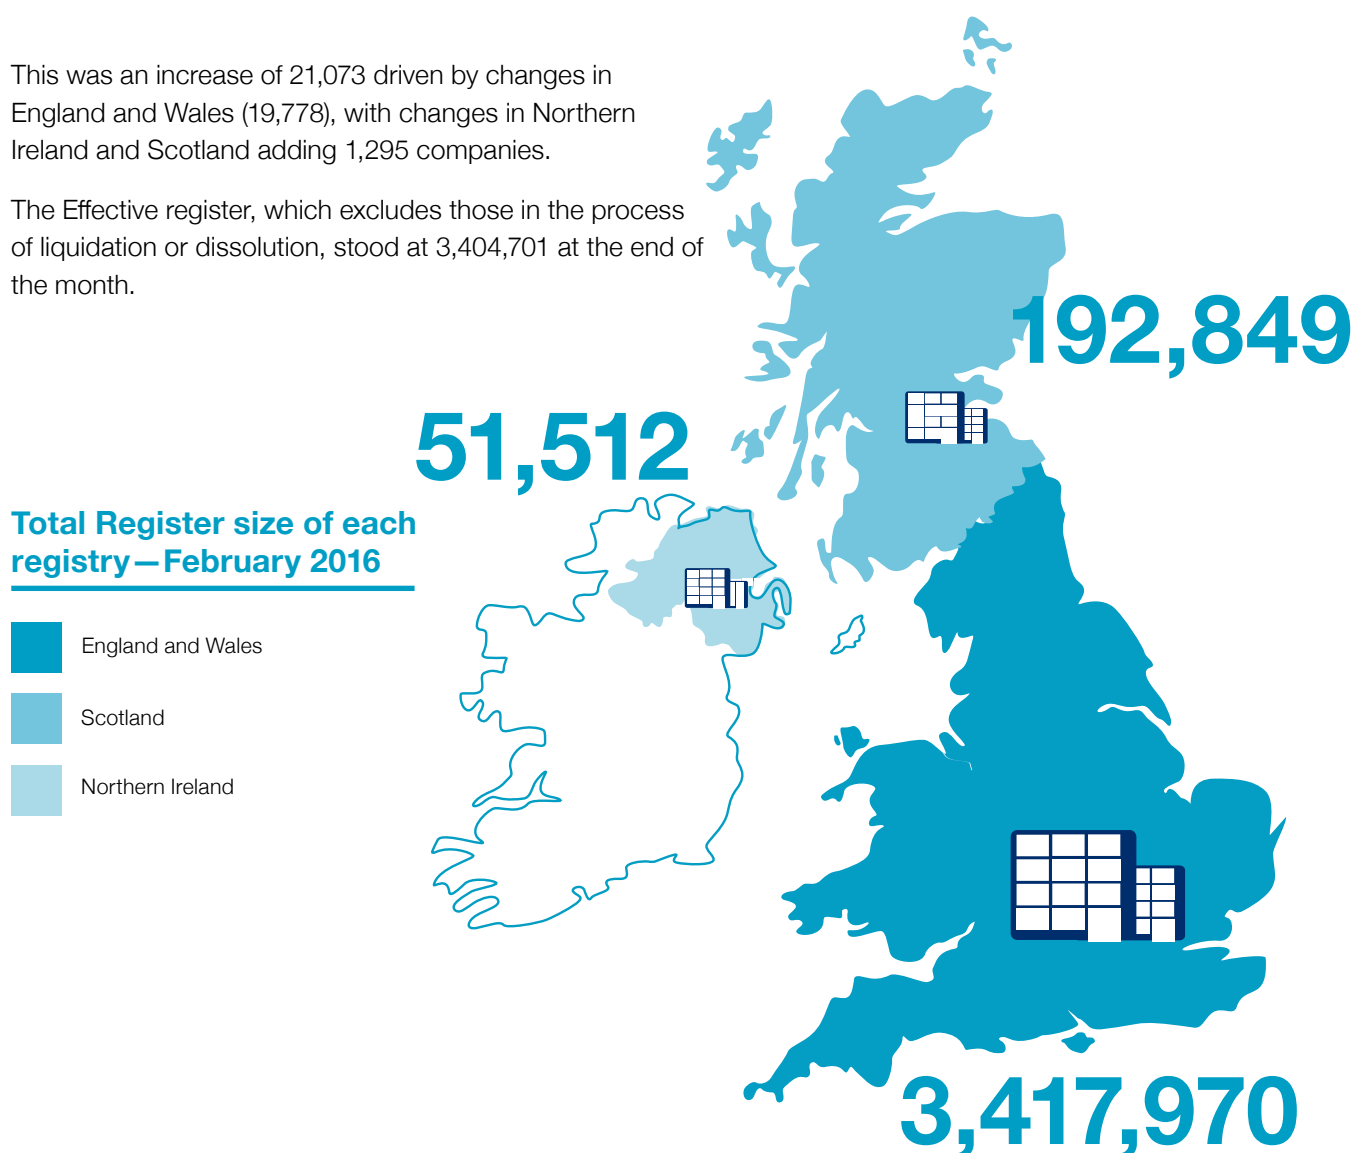 This was an increase of 21,073 driven by changes in
England and Wales (19,778), with changes in Northern
Ireland and Scotland adding 1,295 companies.
The Effective register, which excludes those in the process
of liquidation or dissolution, stood at 3,404,701 at the end of
the month.
192,849
51,512
Total Register size of each
registry—February 2016
England and Wales
Scotland
Northern Ireland
3,417,970